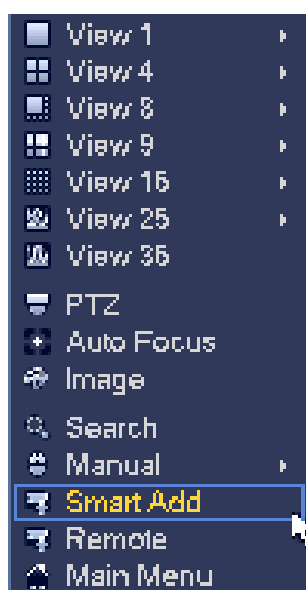 View 1
View 4
View 8
View 9
View 16
View 25
View 36
PTZ
Auto Focus
Image
Search
Manual
Smart Add
Remote
Main Menu